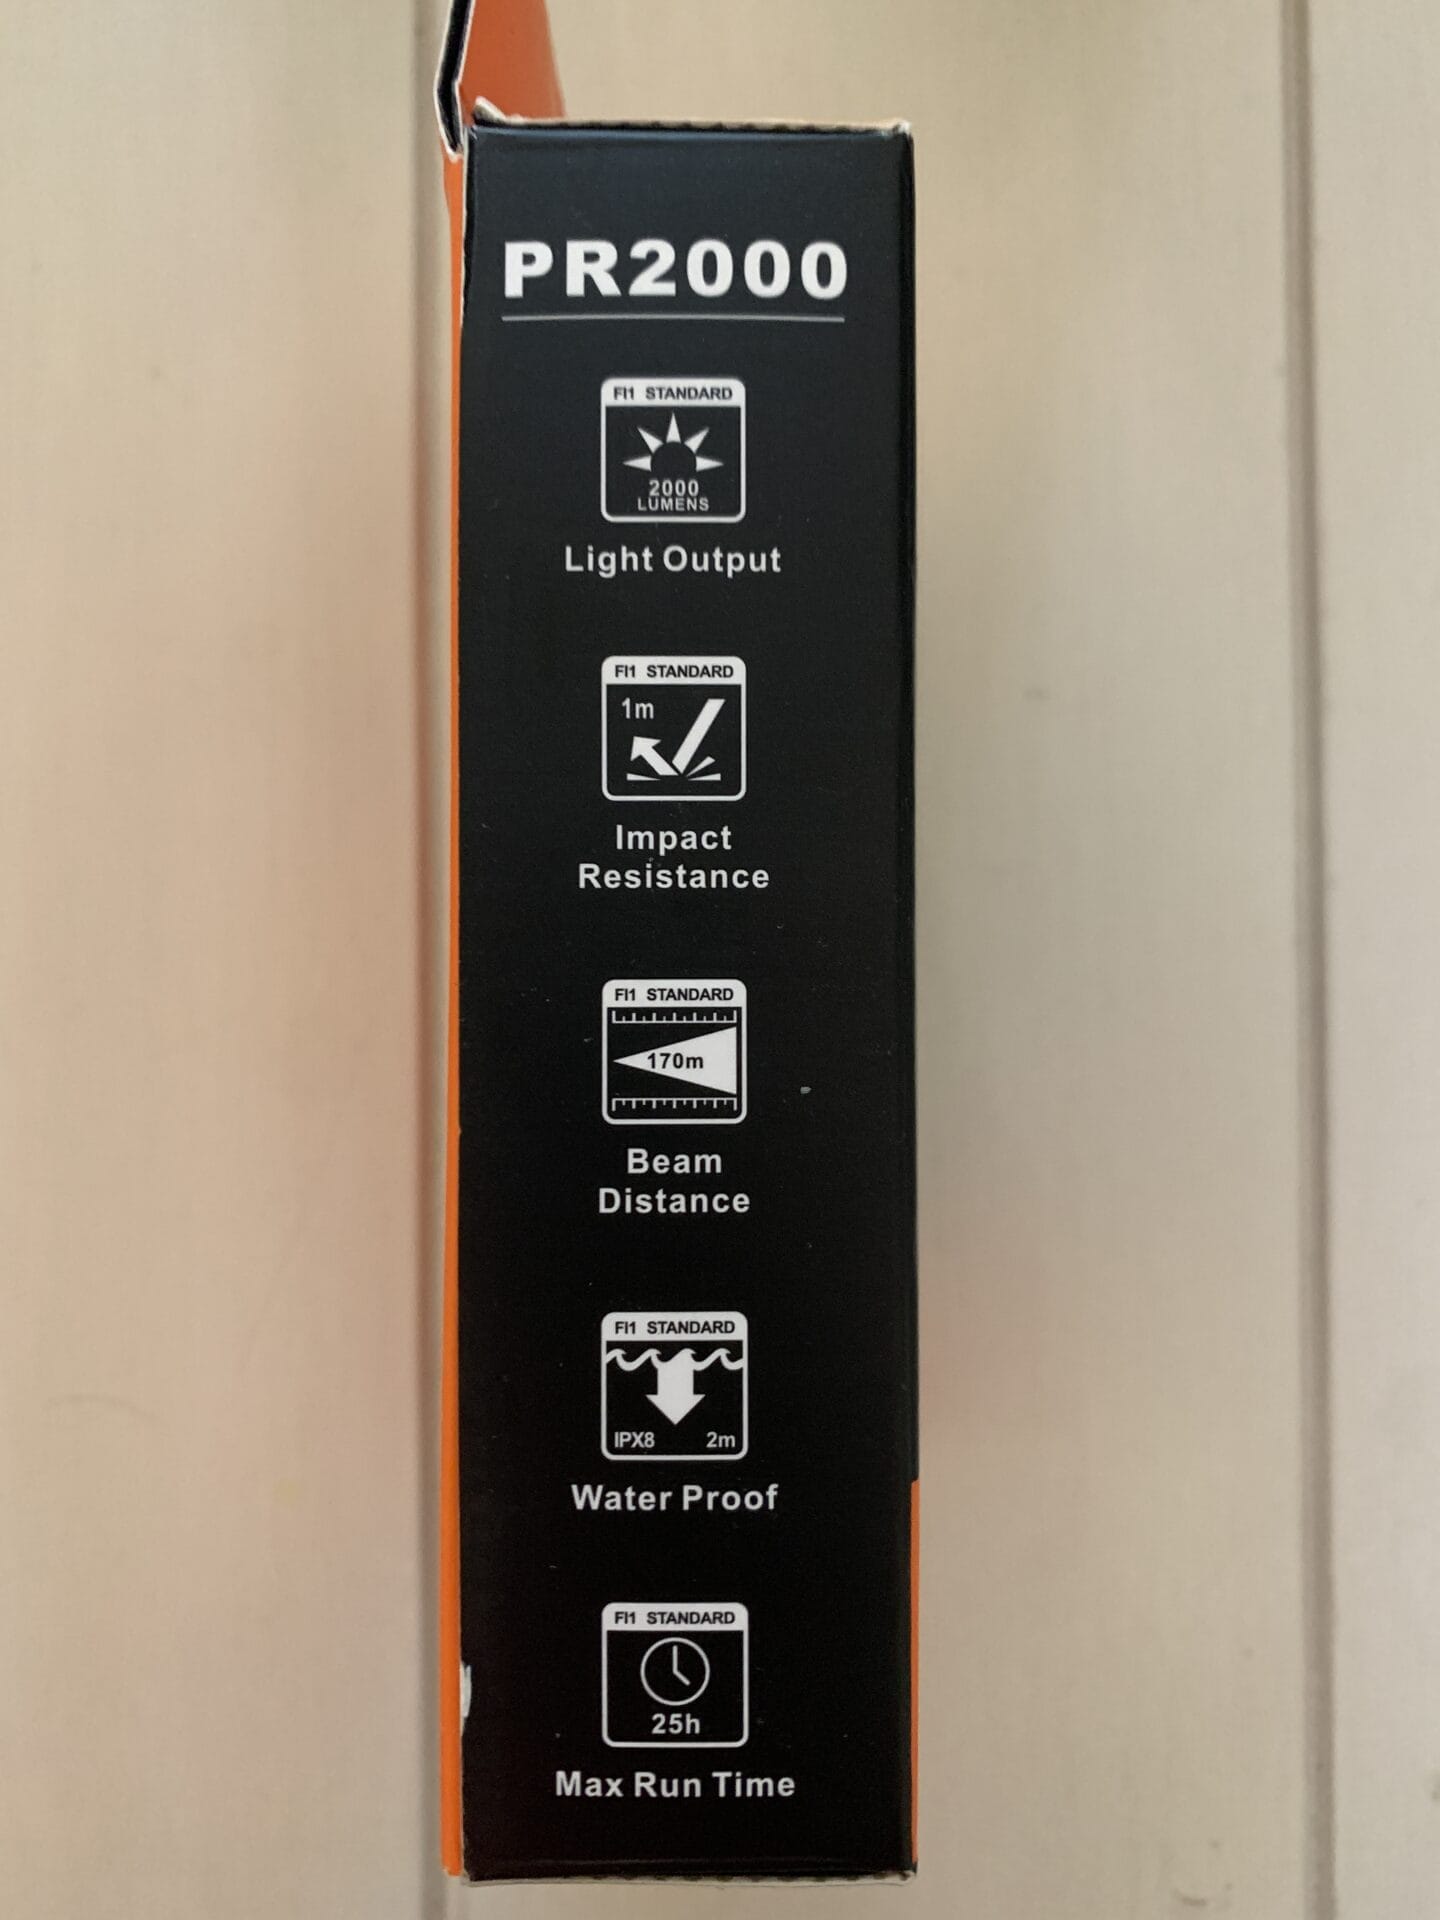 PR2000
FI1 STANDARD
2000
LUMENS
Light Output
FI1 STANDARD
1m
Impact
Resistance
FI1 STANDARD
170m
Beam
Distance
FI1 STANDARD
IPX8 2m
Water Proof
FI1 STANDARD
25h
Max Run Time